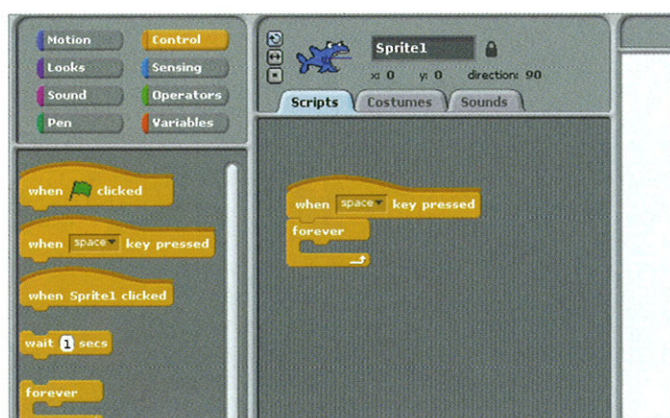 Motion Control
Looks Sensing
Sound Operators
Pen Variables
when clicked
when space key pressed
when Sprite1 clicked
wait 1 secs
forever
Sprite1
x: 0 y: 0 direction: 90
Scripts Costumes Sounds
when space key pressed
forever